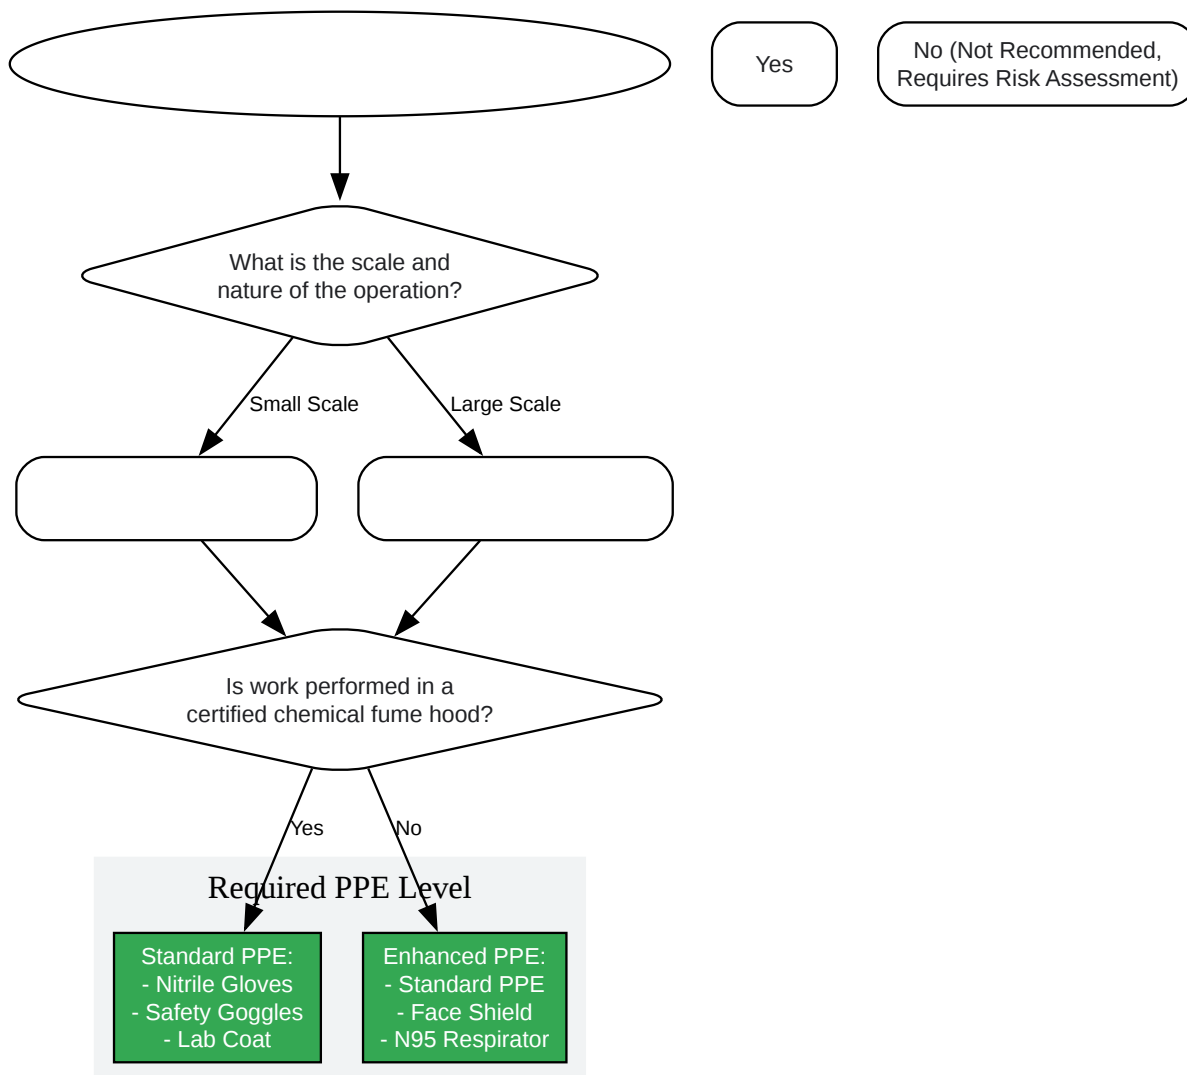 Yes
No (Not Recommended,
Requires Risk Assessment)
What is the scale and
nature of the operation?
Small Scale
Large Scale
Is work performed in a
certified chemical fume hood?
Yes
No
Required PPE Level
Standard PPE:
- Nitrile Gloves
- Safety Goggles
- Lab Coat
Enhanced PPE:
- Standard PPE
- Face Shield
- N95 Respirator